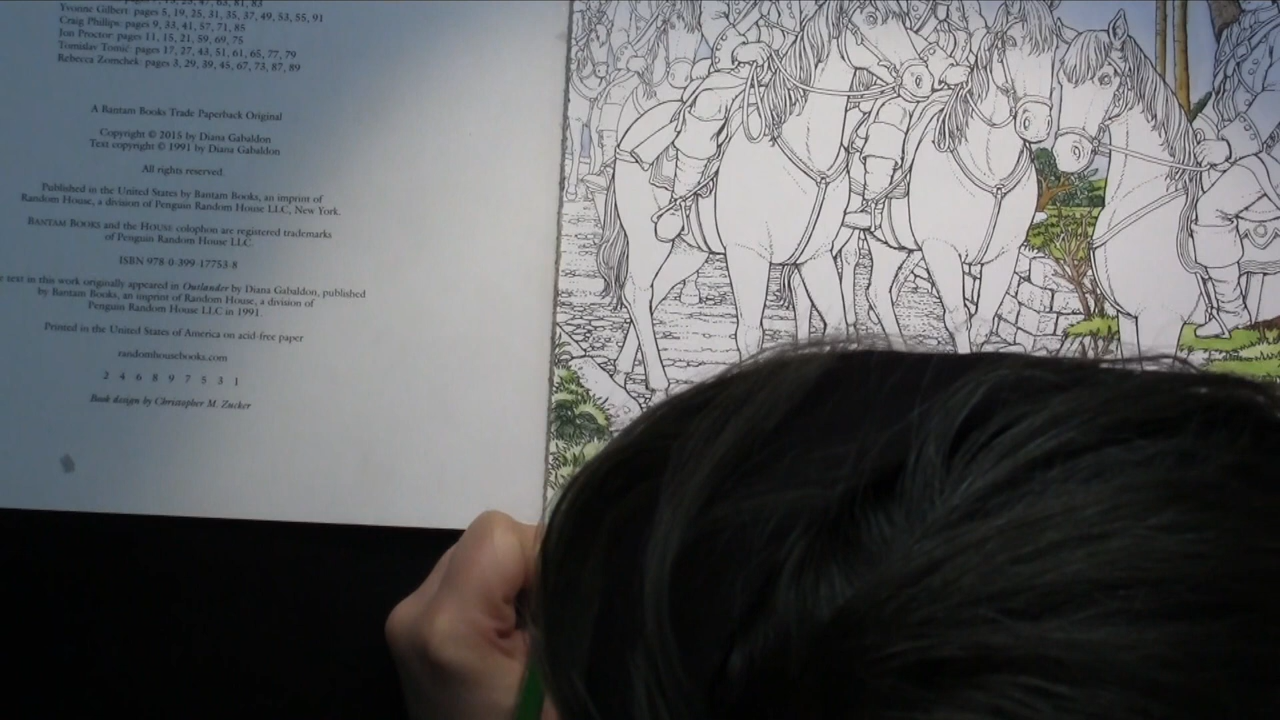 63, 81, 83
Yvonne Gilbert: pages 5, 19, 25, 31, 35, 37, 49, 53, 55, 91
Craig Phillips: pages 9, 33, 41, 57, 71, 85
Jon Proctor: pages 11, 15, 21, 59, 69, 75
Tomislav Tomić: pages 17, 27, 43, 51, 61, 65, 77, 79
Rebecca Zomchek: pages 3, 29, 39, 45, 67, 73, 87, 89
A Bantam Books Trade Paperback Original
Copyright © 2015 by Diana Gabaldon
Text copyright © 1991 by Diana Gabaldon
All rights reserved.
Published in the United States by Bantam Books, an imprint of
Random House, a division of Penguin Random House LLC, New York.
BANTAM BOOKS and the HOUSE colophon are registered trademarks
of Penguin Random House LLC.
ISBN 978-0-399-17753-8
text in this work originally appeared in Outlander by Diana Gabaldon, published
by Bantam Books, an imprint of Random House, a division of
Penguin Random House LLC in 1991.
Printed in the United States of America on acid-free paper
randomhousebooks.com
2 4 6 8 9 7 5 3 1
Book design by Christopher M. Zucker